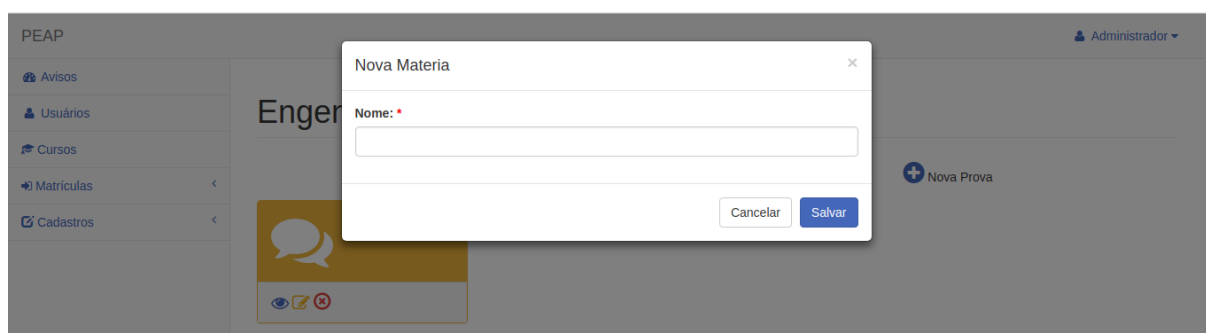 PEAP
Administrador
Nova Materia
×
Avisos
Usuários
Cursos
Matrículas
Cadastros
Enger
Nome: *
Nova Prova
Cancelar
Salvar